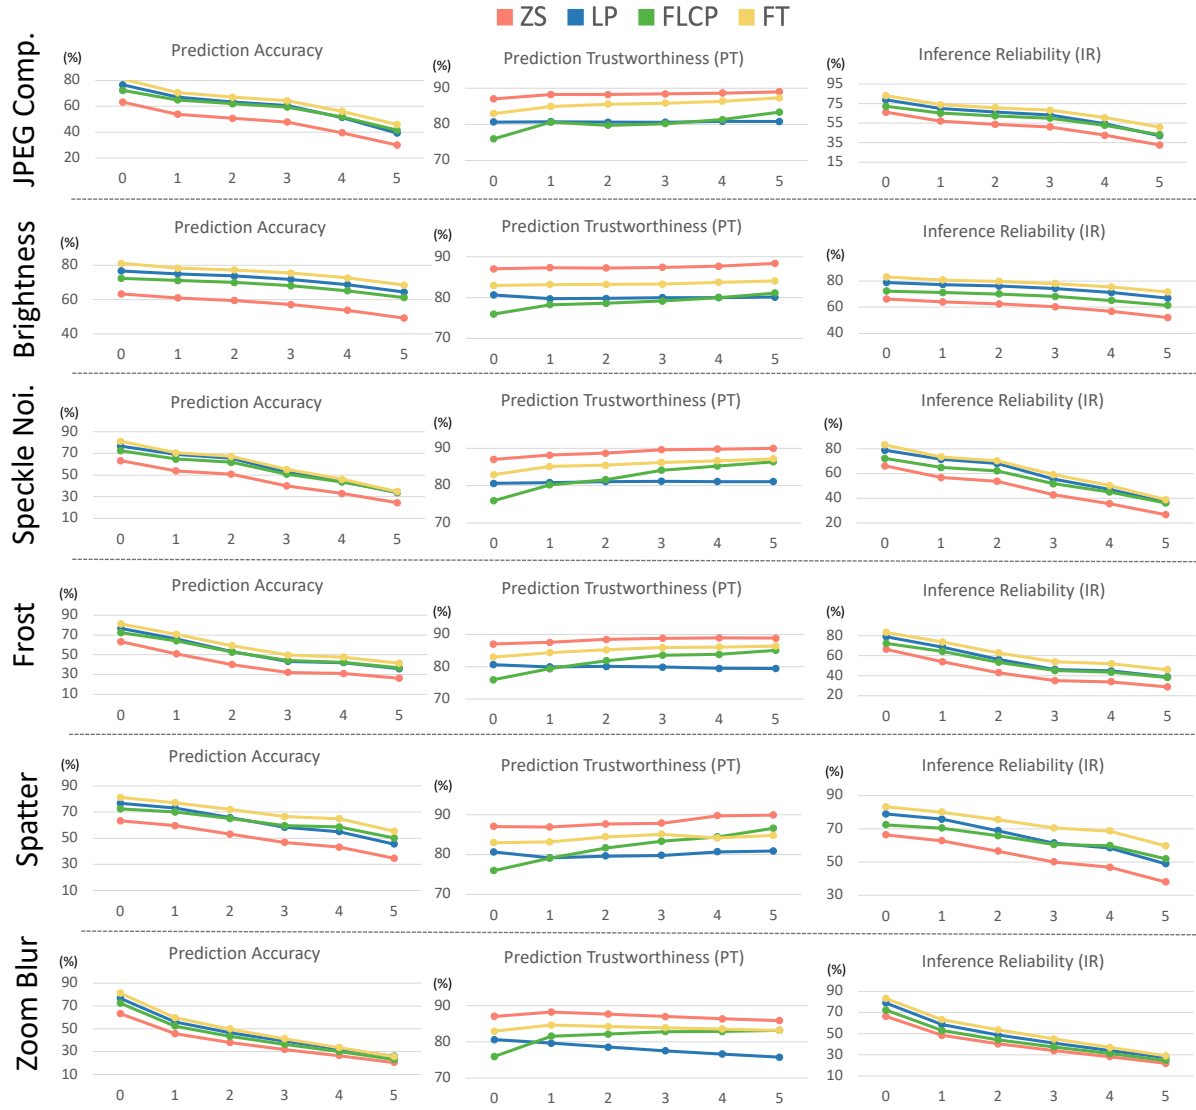 ZS LP FLCP FT
JPEG Comp.
Prediction Accuracy
(%)
80
60
40
20
0 1 2 3 4 5
Prediction Trustworthiness (PT)
(%)
90
80
70
0 1 2 3 4 5
Inference Reliability (IR)
(%)
95
75
55
35
15
0 1 2 3 4 5
Brightness
Prediction Accuracy
(%)
80
60
40
0 1 2 3 4 5
Prediction Trustworthiness (PT)
(%)
90
80
70
0 1 2 3 4 5
Inference Reliability (IR)
(%)
80
60
40
0 1 2 3 4 5
Speckle Noi.
Prediction Accuracy
(%)
90
70
50
30
10
0 1 2 3 4 5
Prediction Trustworthiness (PT)
(%)
90
80
70
0 1 2 3 4 5
Inference Reliability (IR)
(%)
80
60
40
20
0 1 2 3 4 5
Frost
Prediction Accuracy
(%)
90
70
50
30
10
0 1 2 3 4 5
Prediction Trustworthiness (PT)
(%)
90
80
70
0 1 2 3 4 5
Inference Reliability (IR)
(%)
80
60
40
20
0 1 2 3 4 5
Spatter
Prediction Accuracy
(%)
90
70
50
30
10
0 1 2 3 4 5
Prediction Trustworthiness (PT)
(%)
90
80
70
0 1 2 3 4 5
Inference Reliability (IR)
(%)
90
70
50
30
0 1 2 3 4 5
Zoom Blur
Prediction Accuracy
(%)
90
70
50
30
10
0 1 2 3 4 5
Prediction Trustworthiness (PT)
(%)
90
80
70
0 1 2 3 4 5
Inference Reliability (IR)
(%)
90
70
50
30
10
0 1 2 3 4 5